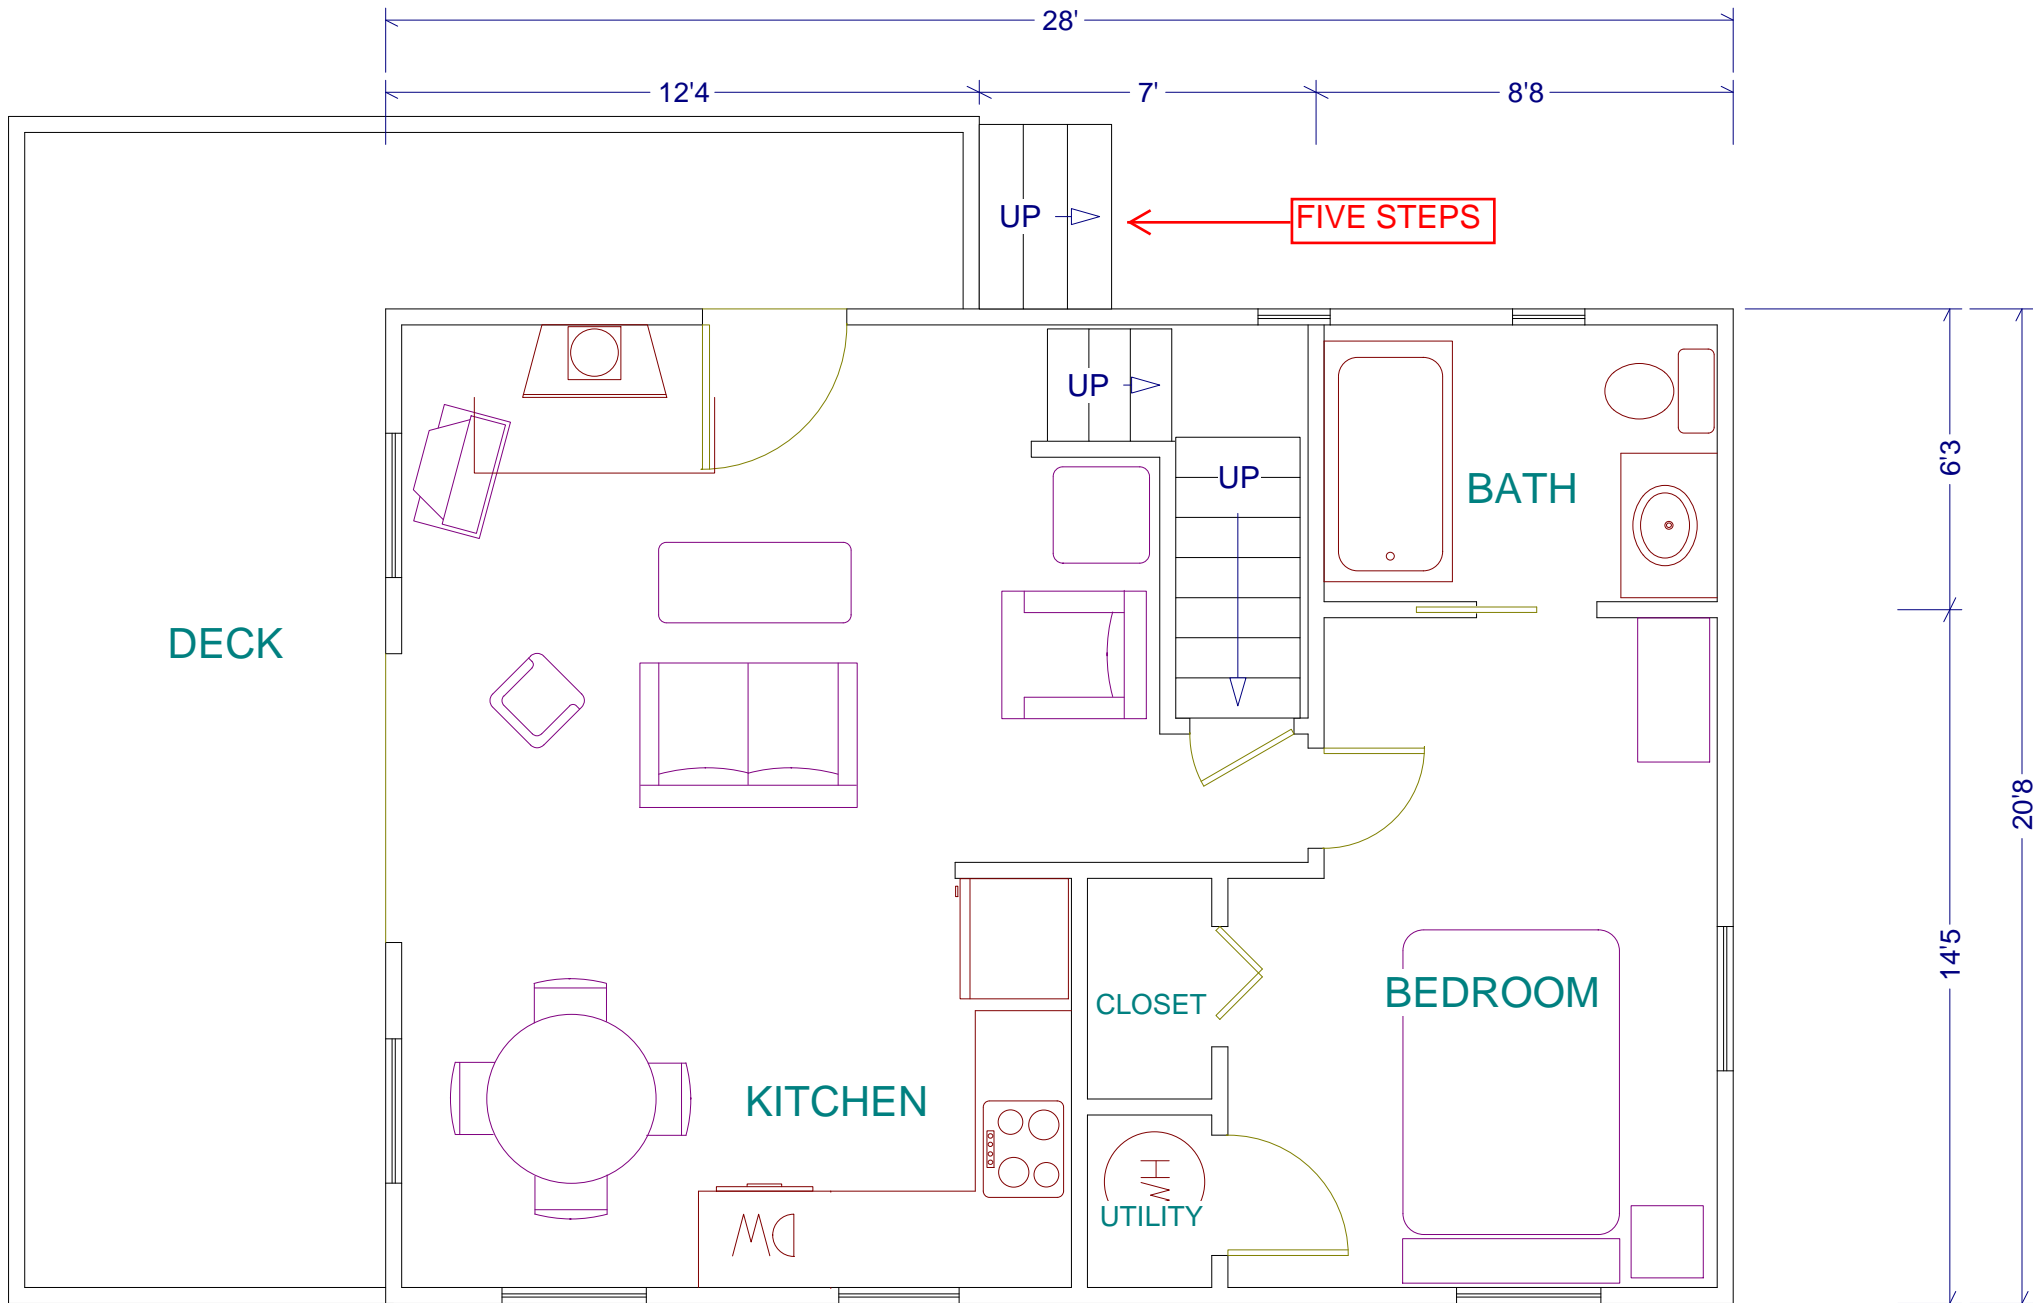 28'
12'4
7'
8'8
UP
FIVE STEPS
UP
UP
BATH
6'3
DECK
20'8
14'5
BEDROOM
CLOSET
KITCHEN
HW
UTILITY
DW